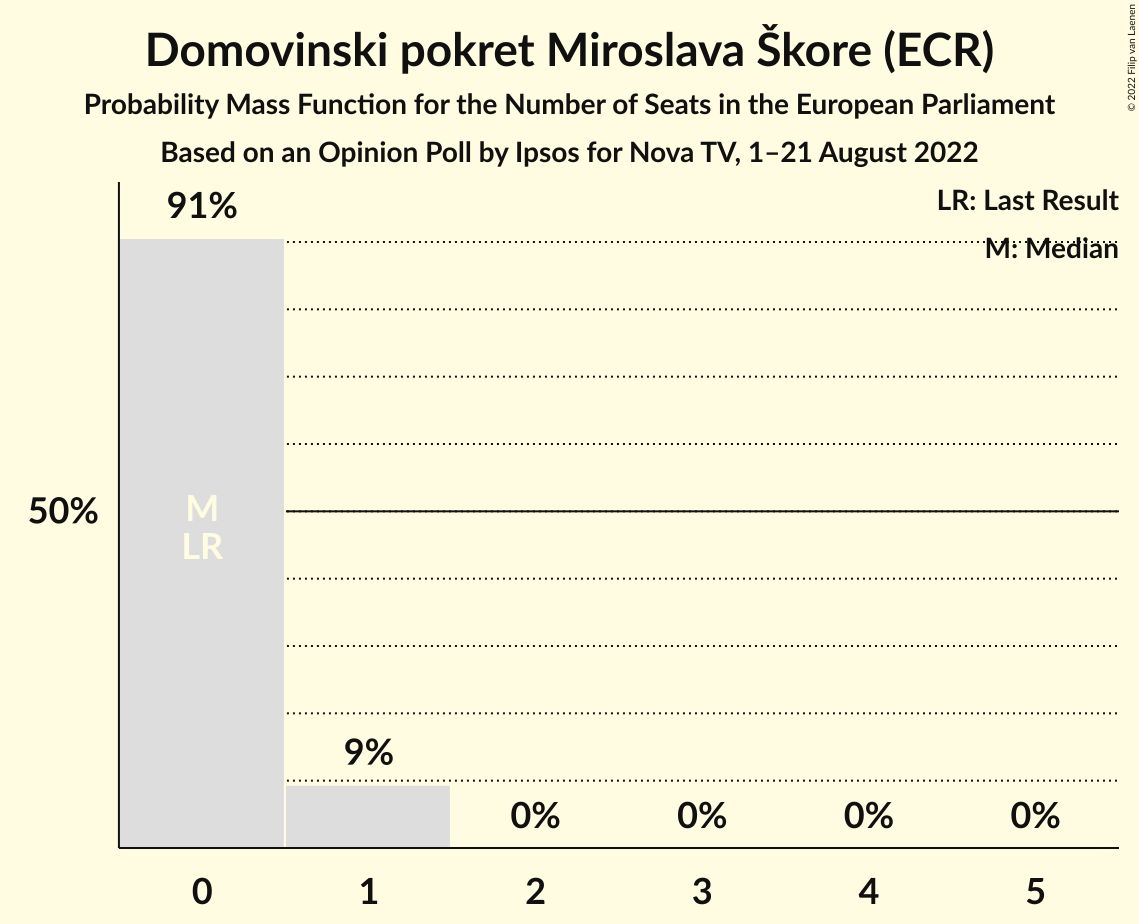 Domovinski pokret Miroslava Škore (ECR)
Probability Mass Function for the Number of Seats in the European Parliament
Based on an Opinion Poll by Ipsos for Nova TV, 1–21 August 2022
© 2022 Filip van Laenen
LR: Last Result
M: Median
91%
50%
M
LR
9%
0%
0%
0%
0%
0
1
2
3
4
5